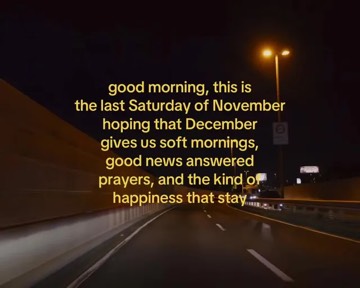 good morning, this is
the last Saturday of November
hoping that December
gives us soft mornings,
good news answered
prayers, and the kind of
happiness that stay